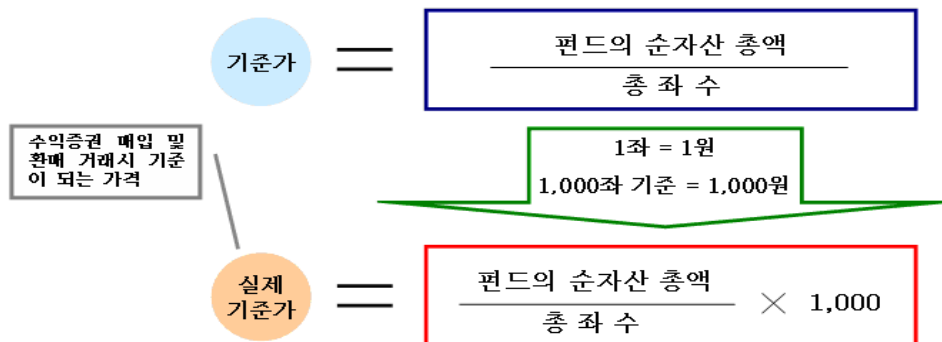 기준가
펀드의 순자산 총액
총 좌 수
수익증권 매입 및
환매 거래시 기준
이 되는 가격
1좌 = 1원
1,000좌 기준 = 1,000원
실제
기준가
펀드의 순자산 총액
총 좌 수
× 1,000